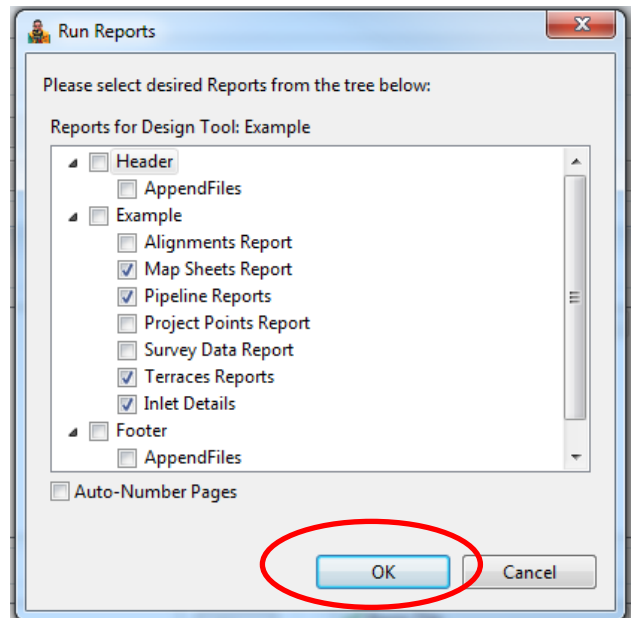 Run Reports
Please select desired Reports from the tree below:
Reports for Design Tool: Example
Header
AppendFiles
Example
Alignments Report
Map Sheets Report
Pipeline Reports
Project Points Report
Survey Data Report
Terraces Reports
Inlet Details
Footer
AppendFiles
Auto-Number Pages
OK Cancel